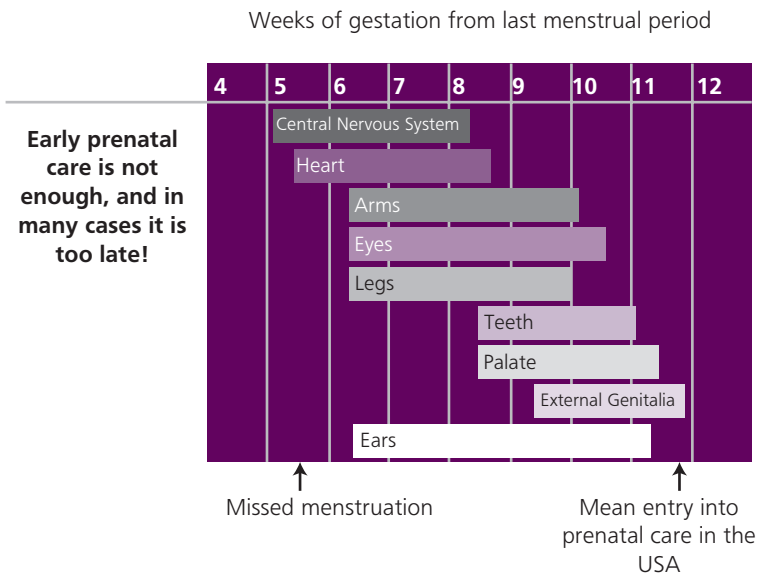 Weeks of gestation from last menstrual period
4 5 6 7 8 9 10 11 12
Early prenatal
care is not
enough, and in
many cases it is
too late!
Central Nervous System
Heart
Arms
Eyes
Legs
Teeth
Palate
External Genitalia
Ears
Missed menstruation
Mean entry into
prenatal care in the
USA